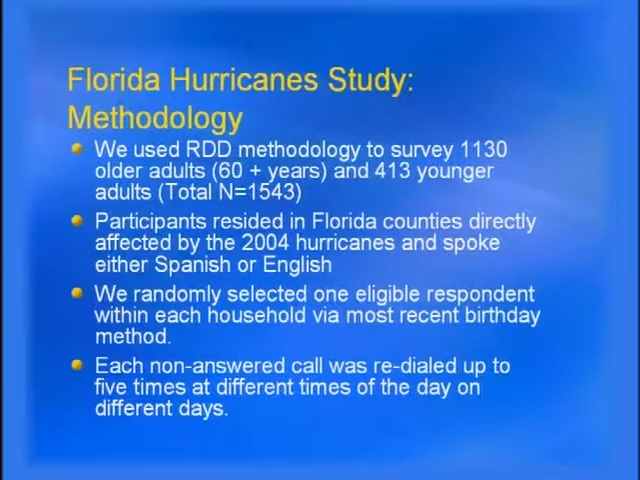 Florida Hurricanes Study:
Methodology
We used RDD methodology to survey 1130
older adults (60 + years) and 413 younger
adults (Total N=1543)
Participants resided in Florida counties directly
affected by the 2004 hurricanes and spoke
either Spanish or English
We randomly selected one eligible respondent
within each household via most recent birthday
method.
Each non-answered call was re-dialed up to
five times at different times of the day on
different days.